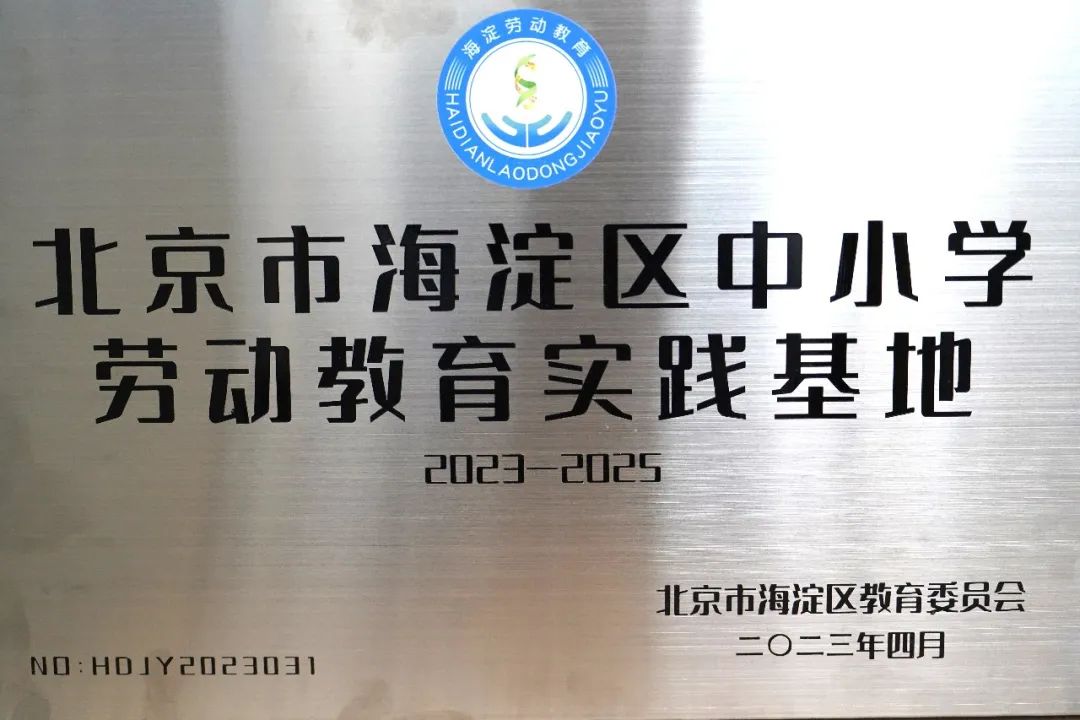 海淀劳动教育
HAIDIANLAODONGJIAOYU
北京市海淀区中小学
劳动教育实践基地
2023—2025
北京市海淀区教育委员会
二〇二三年四月
NO:HDJY2023031